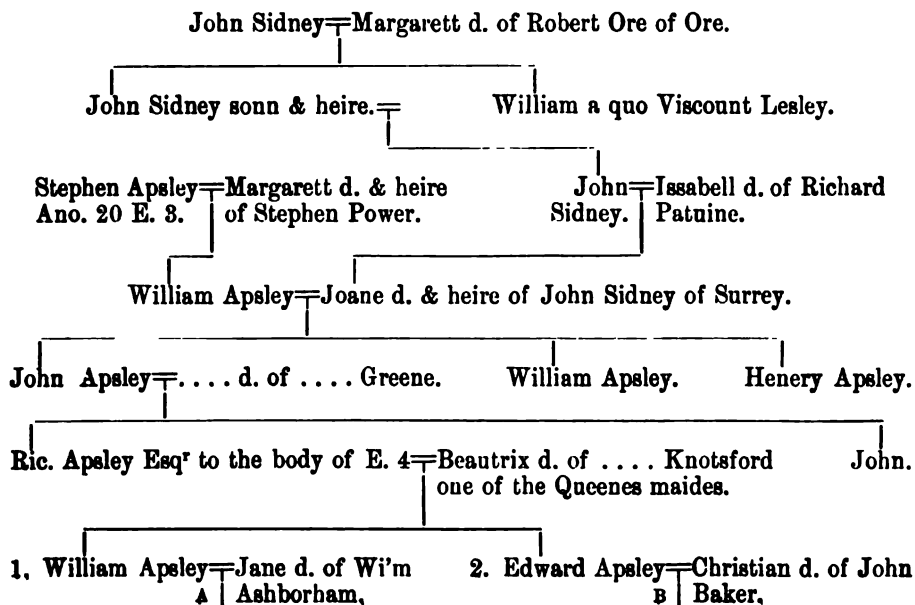 John Sidney=Margarett d. of Robert Ore of Ore.
John Sidney sonn & heire.= William a quo Viscount Lesley.
Stephen Apsley=Margarett d. & heire John=Issabell d. of Richard
Ano. 20 E. 3. of Stephen Power. Sidney. Patnine.
William Apsley=Joane d. & heire of John Sidney of Surrey.
John Apsley=.... d. of .... Greene. William Apsley. Henery Apsley.
Ric. Apsley Esqr to the body of E. 4=Beautrix d. of .... Knotsford John.
one of the Queenes maides.
1. William Apsley=Jane d. of Wi'm 2. Edward Apsley=Christian d. of John
A Ashborham, B Baker,